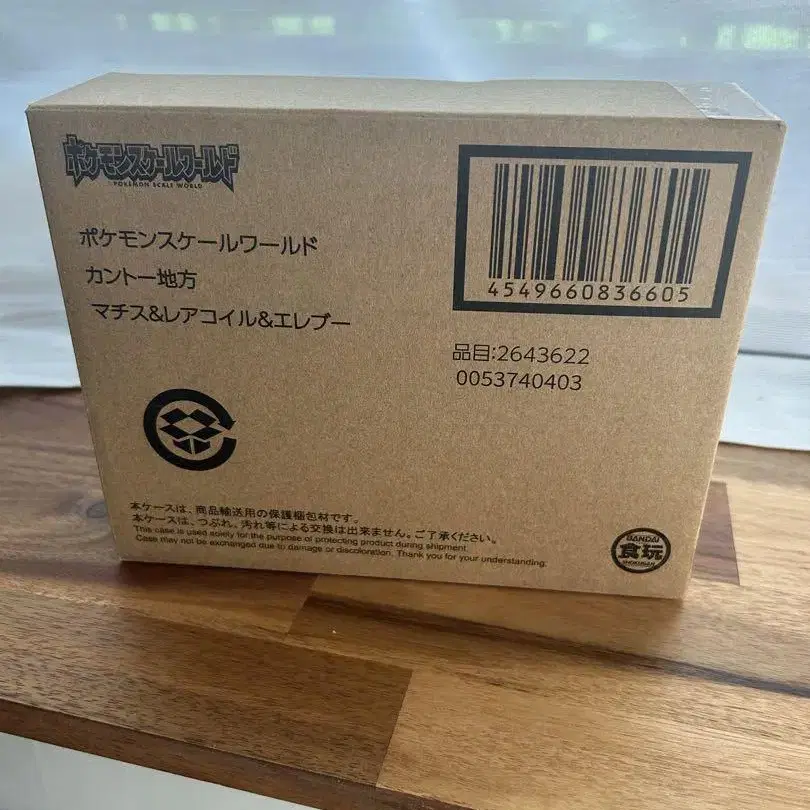 ポケモンスケールワールド
POKÉMON SCALE WORLD
ポケモンスケールワールド
カントー地方
マチス&レアコイル&エレブー
4549660836605
品目:2643622
0053740403
本ケースは、商品輸送用の保護梱包材です。
本ケースは、つぶれ、汚れ等による交換は出来ません。ご了承ください。
This case is used solely for the purpose of protecting product during shipment.
Case may not be exchanged due to damage or discoloration. Thank you for your understanding.
BANDAI
食玩
SHOKUGAN